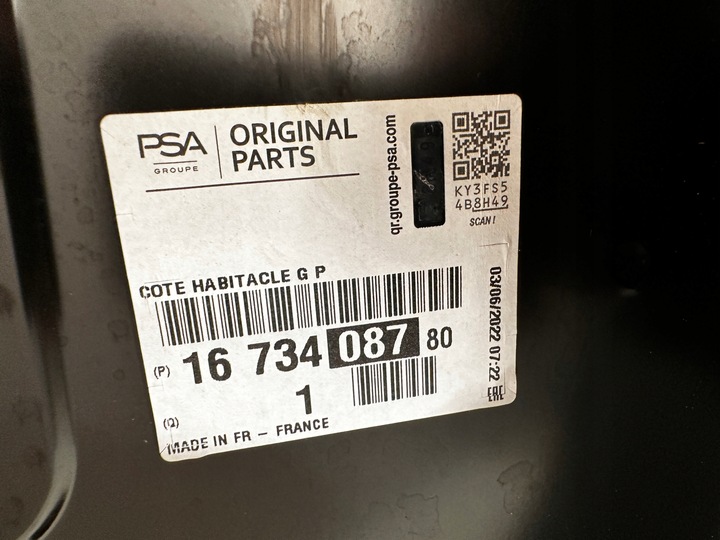 PSA
GROUPE
ORIGINAL
PARTS
qr.groupe-psa.com
KY3FS5
4B8H49
SCAN!
COTE HABITACLE G P
(P) 16 734 087 80
(Q) 1
MADE IN FR - FRANCE
03/06/2022 07:22
EAC